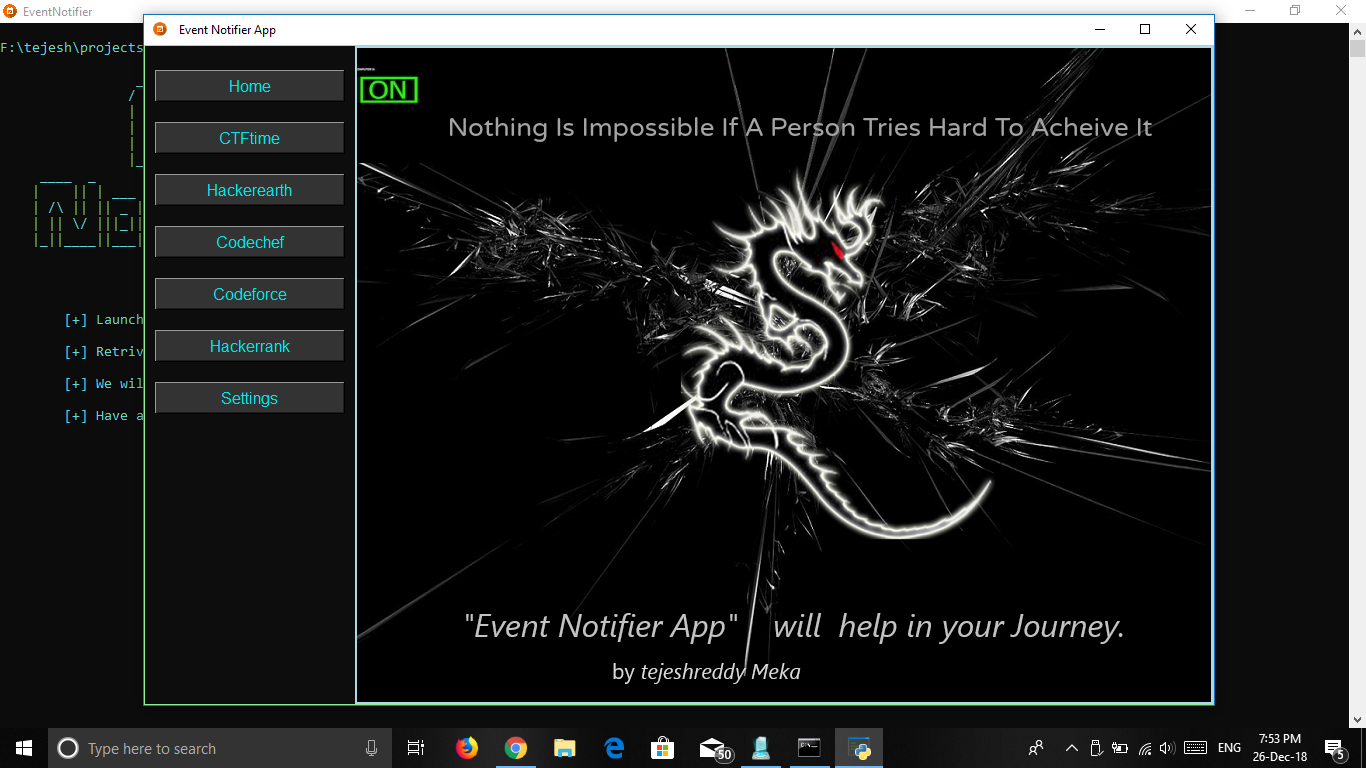 EventNotifier
Event Notifier App
F:\tejesh\projects
[+] Launch
[+] Retriv
[+] We wil
[+] Have a
Home
CTFtime
Hackerearth
Codechef
Codeforce
Hackerrank
Settings
ON
Nothing Is Impossible If A Person Tries Hard To Acheive It
"Event Notifier App" will help in your Journey.
by tejeshreddy Meka
Type here to search
50
ENG
7:53 PM
26-Dec-18
5